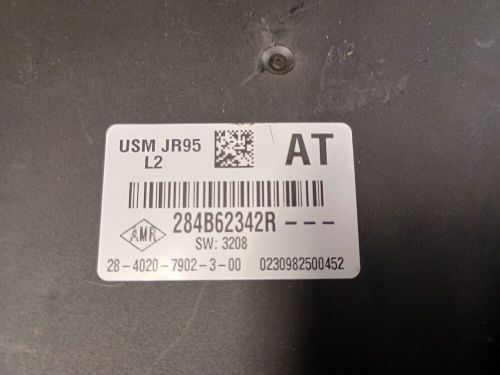 USM JR95
L2
AT
284B62342R---
AMR
SW: 3208
28-4020-7902-3-00 0230982500452